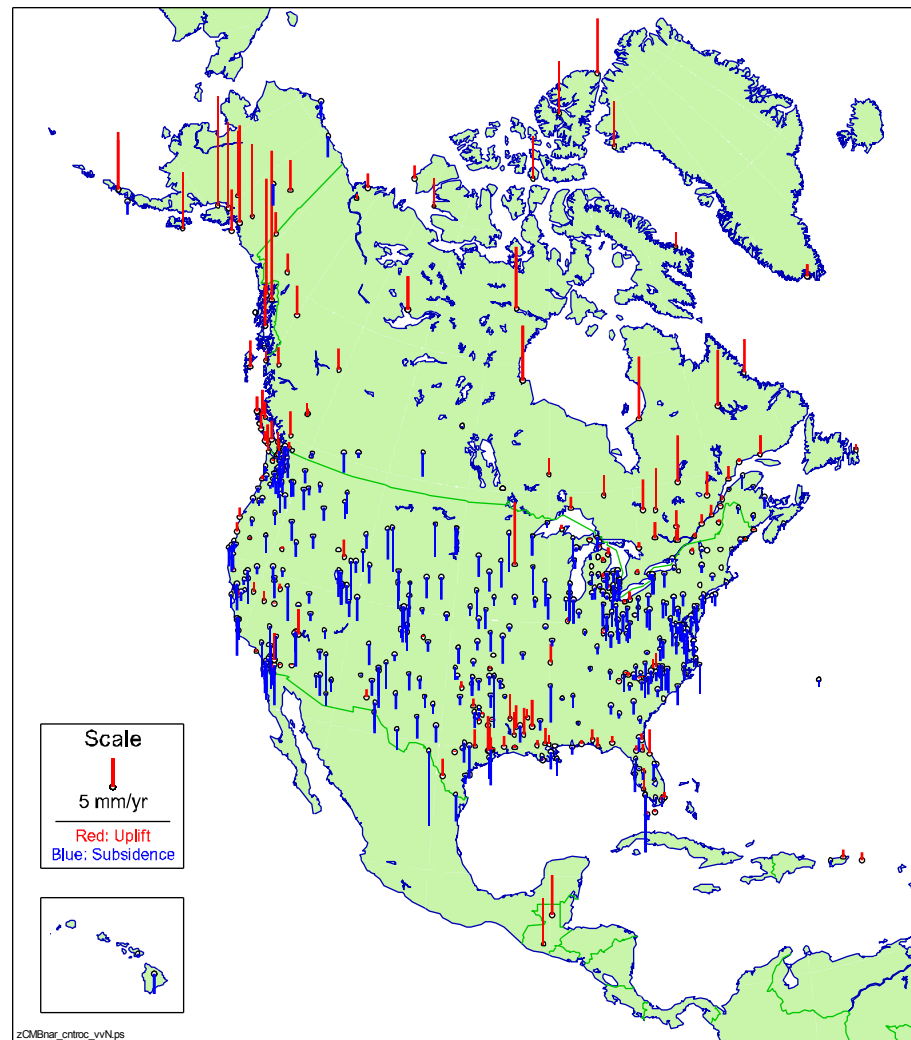 Scale
5 mm/yr
Red: Uplift
Blue: Subsidence
zCMBnar_cntroc_vvN.ps